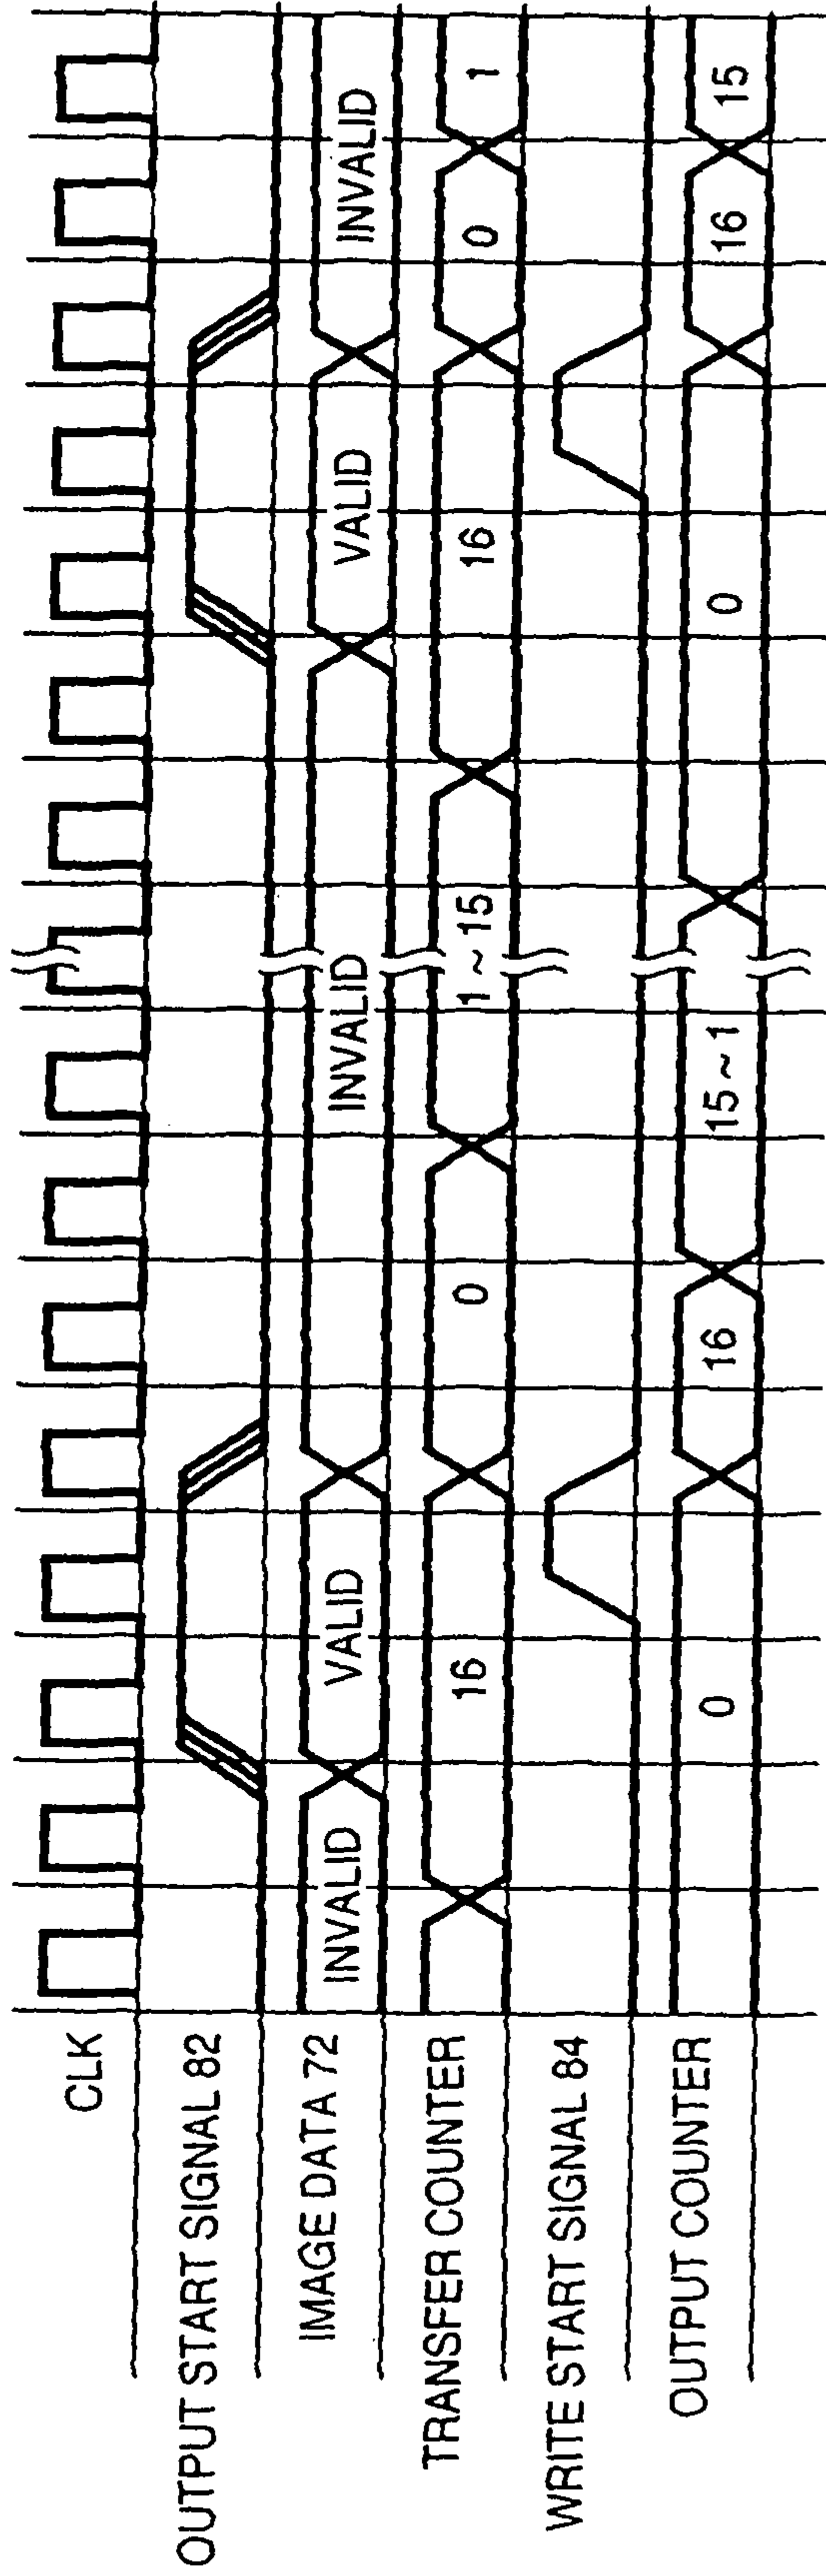 CLK
OUTPUT START SIGNAL 82
IMAGE DATA 72 INVALID VALID INVALID VALID INVALID
TRANSFER COUNTER 16 0 1 ~ 15 16 0 1
WRITE START SIGNAL 84
OUTPUT COUNTER 0 16 15 ~ 1 0 16 15